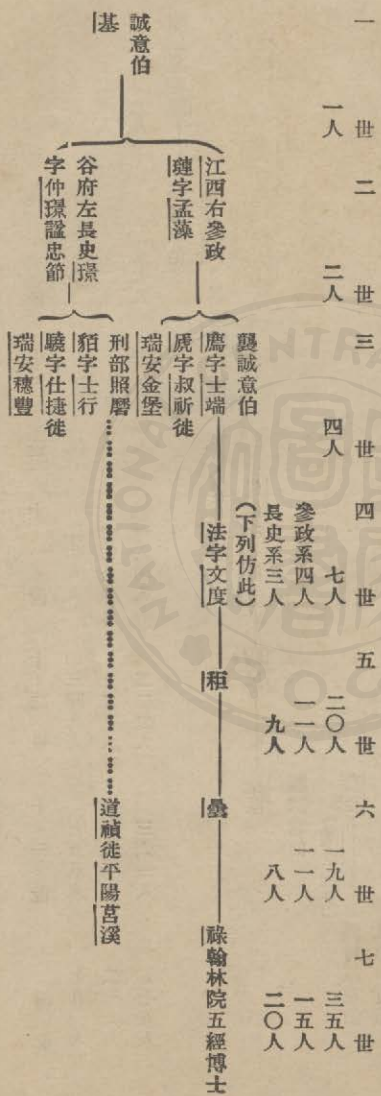 一世
二世
三世
四世
五世
六世
七世
一人
二人
四人
七人
參政系四人
長史系三人
(下列仿此)
二〇人
一一人
九人
一九人
一一人
八人
三五人
一五人
二〇人
誠意伯
基
江西右參政
璉字孟藻
谷府左長史璟
字仲璟諡忠節
襲誠意伯
廌字士端
虒字叔祈徙
瑞安金堡
刑部照磨
貊字士行
驍字仕捷徙
瑞安穗豐
法字文度
秬
曇
祿翰林院五經博士
道禎徙平陽莒溪